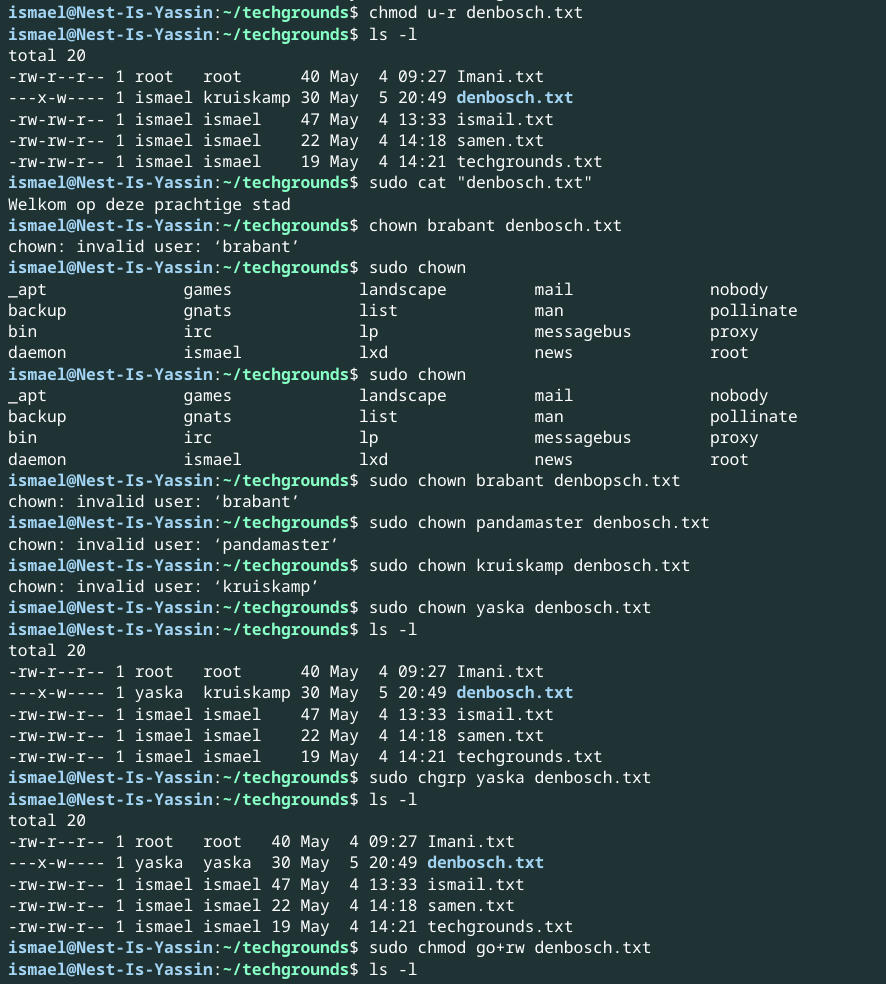 ismael@Nest-Is-Yassin:~/techgrounds$ chmod u-r denbosch.txt
ismael@Nest-Is-Yassin:~/techgrounds$ ls -l
total 20
-rw-r--r-- 1 root   root      40 May  4 09:27 Imani.txt
---x-w---- 1 ismael kruiskamp 30 May  5 20:49 denbosch.txt
-rw-rw-r-- 1 ismael ismael    47 May  4 13:33 ismail.txt
-rw-rw-r-- 1 ismael ismael    22 May  4 14:18 samen.txt
-rw-rw-r-- 1 ismael ismael    19 May  4 14:21 techgrounds.txt
ismael@Nest-Is-Yassin:~/techgrounds$ sudo cat "denbosch.txt"
Welkom op deze prachtige stad
ismael@Nest-Is-Yassin:~/techgrounds$ chown brabant denbosch.txt
chown: invalid user: ‘brabant’
ismael@Nest-Is-Yassin:~/techgrounds$ sudo chown
_apt              games             landscape         mail              nobody
backup            gnats             list              man               pollinate
bin               irc               lp                messagebus        proxy
daemon            ismael            lxd               news              root
ismael@Nest-Is-Yassin:~/techgrounds$ sudo chown
_apt              games             landscape         mail              nobody
backup            gnats             list              man               pollinate
bin               irc               lp                messagebus        proxy
daemon            ismael            lxd               news              root
ismael@Nest-Is-Yassin:~/techgrounds$ sudo chown brabant denbopsch.txt
chown: invalid user: ‘brabant’
ismael@Nest-Is-Yassin:~/techgrounds$ sudo chown pandamaster denbosch.txt
chown: invalid user: ‘pandamaster’
ismael@Nest-Is-Yassin:~/techgrounds$ sudo chown kruiskamp denbosch.txt
chown: invalid user: ‘kruiskamp’
ismael@Nest-Is-Yassin:~/techgrounds$ sudo chown yaska denbosch.txt
ismael@Nest-Is-Yassin:~/techgrounds$ ls -l
total 20
-rw-r--r-- 1 root   root      40 May  4 09:27 Imani.txt
---x-w---- 1 yaska  kruiskamp 30 May  5 20:49 denbosch.txt
-rw-rw-r-- 1 ismael ismael    47 May  4 13:33 ismail.txt
-rw-rw-r-- 1 ismael ismael    22 May  4 14:18 samen.txt
-rw-rw-r-- 1 ismael ismael    19 May  4 14:21 techgrounds.txt
ismael@Nest-Is-Yassin:~/techgrounds$ sudo chgrp yaska denbosch.txt
ismael@Nest-Is-Yassin:~/techgrounds$ ls -l
total 20
-rw-r--r-- 1 root   root   40 May  4 09:27 Imani.txt
---x-w---- 1 yaska  yaska  30 May  5 20:49 denbosch.txt
-rw-rw-r-- 1 ismael ismael 47 May  4 13:33 ismail.txt
-rw-rw-r-- 1 ismael ismael 22 May  4 14:18 samen.txt
-rw-rw-r-- 1 ismael ismael 19 May  4 14:21 techgrounds.txt
ismael@Nest-Is-Yassin:~/techgrounds$ sudo chmod go+rw denbosch.txt
ismael@Nest-Is-Yassin:~/techgrounds$ ls -l